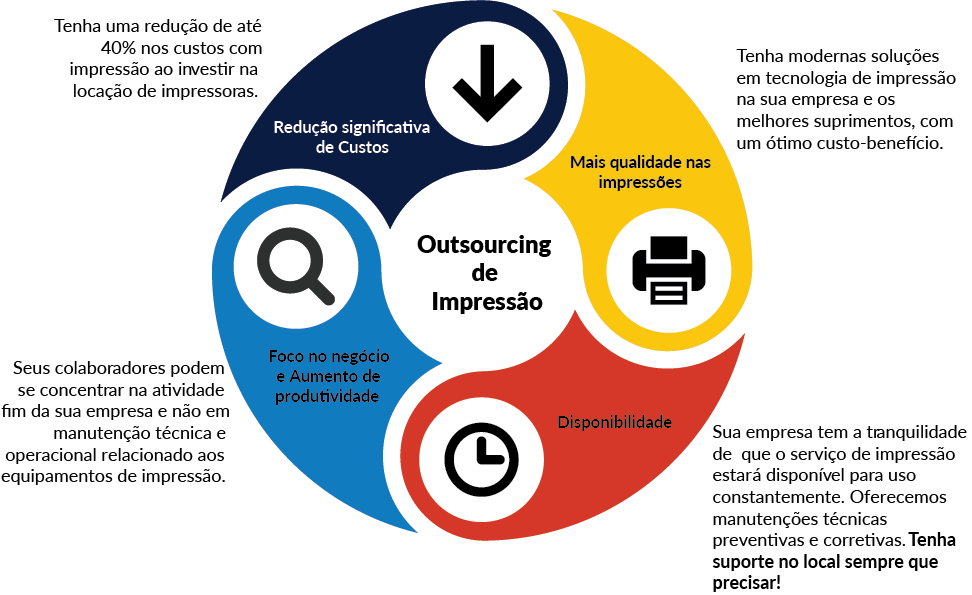 Tenha uma redução de até
40% nos custos com
impressão ao investir na
locação de impressoras.
Redução significativa
de Custos
Tenha modernas soluções
em tecnologia de impressão
na sua empresa e os
melhores suprimentos, com
um ótimo custo-benefício.
Mais qualidade nas
impressões
Outsourcing
de
Impressão
Foco no negócio
e Aumento de
produtividade
Seus colaboradores podem
se concentrar na atividade
fim da sua empresa e não em
manutenção técnica e
operacional relacionado aos
equipamentos de impressão.
Disponibilidade
Sua empresa tem a tranquilidade
de que o serviço de impressão
estará disponível para uso
constantemente. Oferecemos
manutenções técnicas
preventivas e corretivas. Tenha
suporte no local sempre que
precisar!